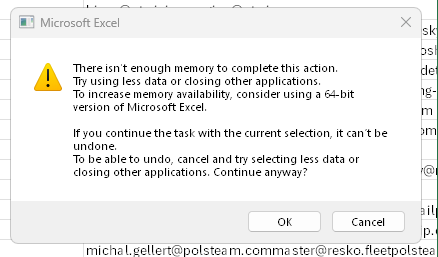 Microsoft Excel
There isn't enough memory to complete this action.
Try using less data or closing other applications.
To increase memory availability, consider using a 64-bit
version of Microsoft Excel.
If you continue the task with the current selection, it can't be
undone.
To be able to undo, cancel and try selecting less data or
closing other applications. Continue anyway?
OK
Cancel
michal.gellert@polsteam.commaster@resko.fleetpolstea